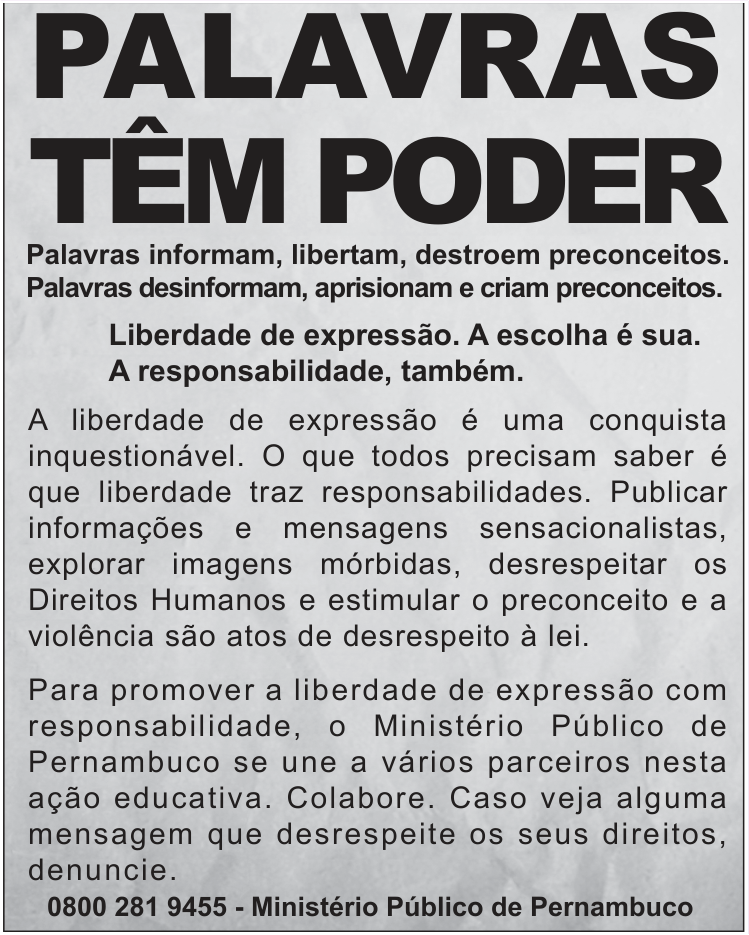 PALAVRAS
TÊM PODER
Palavras informam, libertam, destroem preconceitos.
Palavras desinformam, aprisionam e criam preconceitos.
Liberdade de expressão. A escolha é sua.
A responsabilidade, também.
A liberdade de expressão é uma conquista
inquestionável. O que todos precisam saber é
que liberdade traz responsabilidades. Publicar
informações e mensagens sensacionalistas,
explorar imagens mórbidas, desrespeitar os
Direitos Humanos e estimular o preconceito e a
violência são atos de desrespeito à lei.
Para promover a liberdade de expressão com
responsabilidade, o Ministério Público de
Pernambuco se une a vários parceiros nesta
ação educativa. Colabore. Caso veja alguma
mensagem que desrespeite os seus direitos,
denuncie.
0800 281 9455 - Ministério Público de Pernambuco